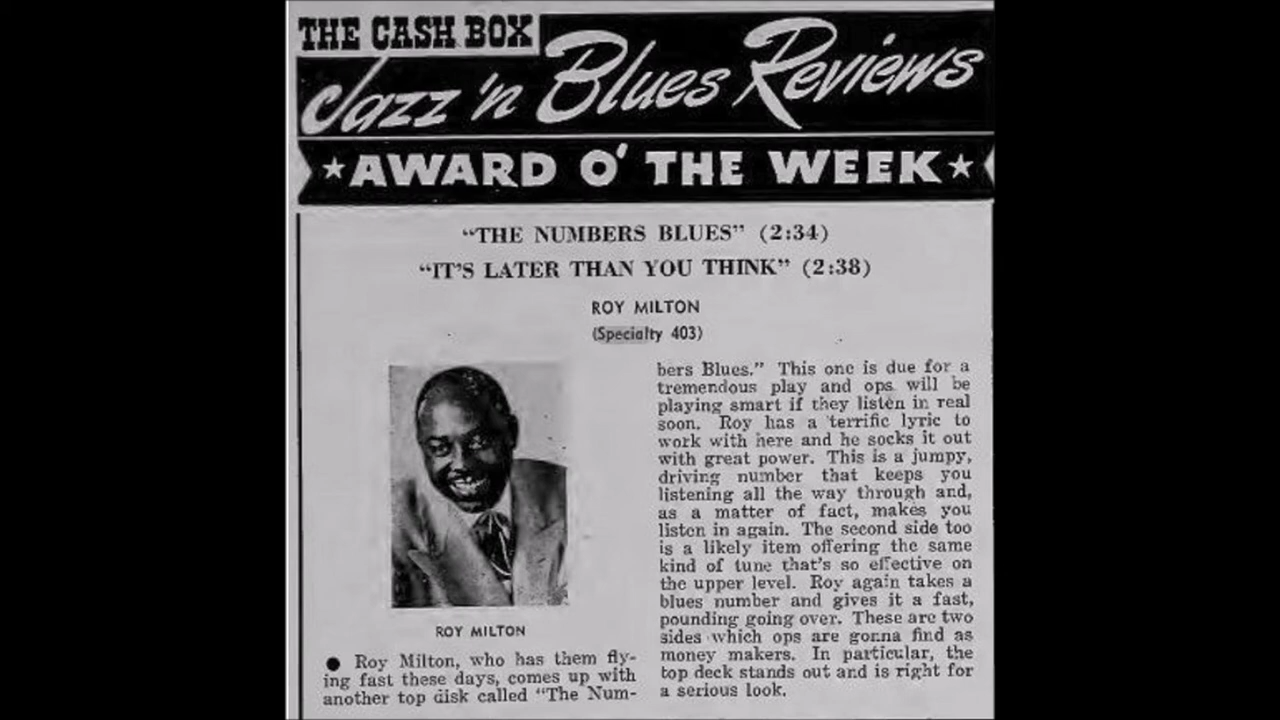 THE CASH BOX
Jazz 'n Blues Reviews
★AWARD O' THE WEEK★
"THE NUMBERS BLUES" (2:34)
"IT'S LATER THAN YOU THINK" (2:38)
ROY MILTON
(Specialty 403)
ROY MILTON
● Roy Milton, who has them fly-
ing fast these days, comes up with
another top disk called "The Num-
bers Blues." This one is due for a
tremendous play and ops will be
playing smart if they listen in real
soon. Roy has a terrific lyric to
work with here and he socks it out
with great power. This is a jumpy,
driving number that keeps you
listening all the way through and,
as a matter of fact, makes you
listen in again. The second side too
is a likely item offering the same
kind of tune that's so effective on
the upper level. Roy again takes a
blues number and gives it a fast,
pounding going over. These are two
sides which ops are gonna find as
money makers. In particular, the
top deck stands out and is right for
a serious look.